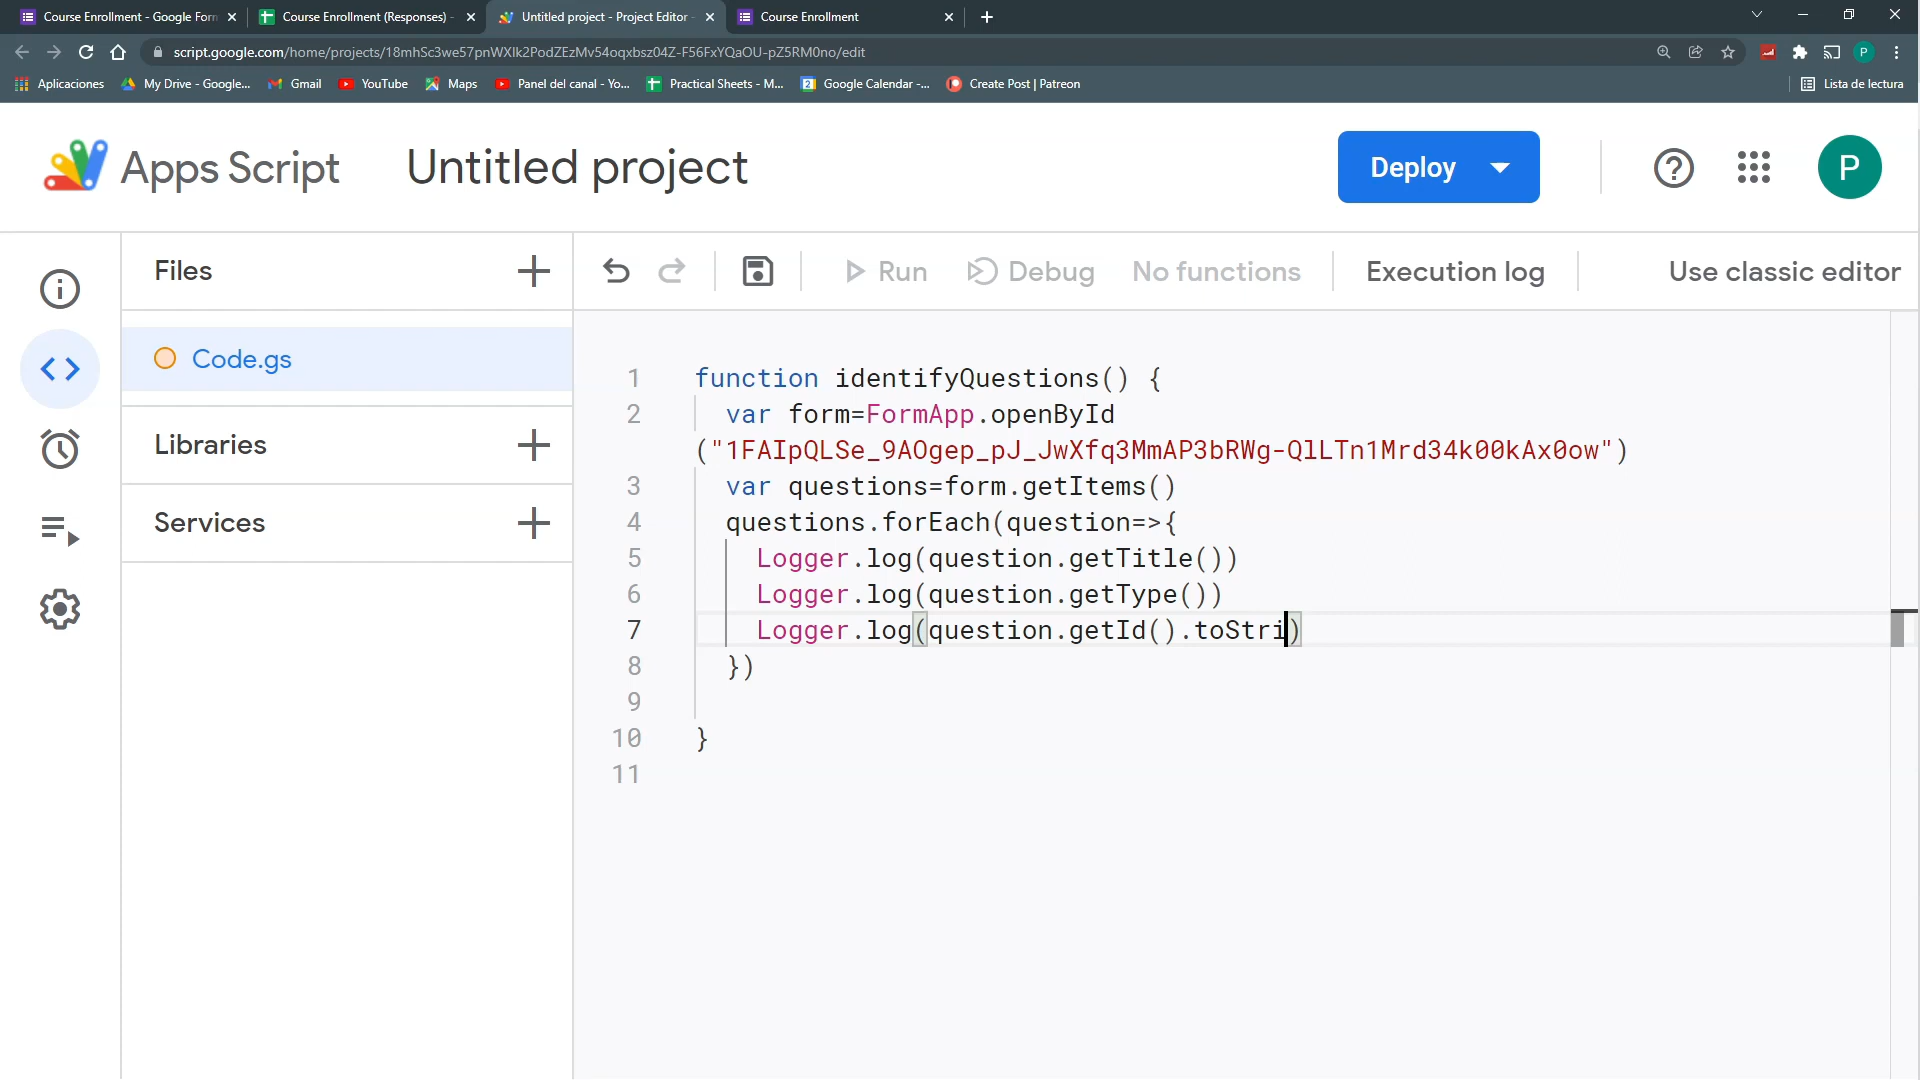 Course Enrollment - Google Form
Course Enrollment (Responses) -
Untitled project - Project Editor -
Course Enrollment
script.google.com/home/projects/18mhSc3we57pnWXIk2PodZEzMv54oqxbsz04Z-F56FxYQaOU-pZ5RM0no/edit
P
Aplicaciones
My Drive - Google...
Gmail
YouTube
Maps
Panel del canal - Yo...
Practical Sheets - M...
Google Calendar -...
Create Post | Patreon
Lista de lectura
Apps Script
Untitled project
Deploy
P
Files
Run
Debug
No functions
Execution log
Use classic editor
Code.gs
Libraries
Services
1 function identifyQuestions() {
2 var form=FormApp.openById
("1FAIpQLSe_9AOgep_pJ_JwXfq3MmAP3bRWg-QlLTn1Mrd34k00kAx0ow")
3 var questions=form.getItems()
4 questions.forEach(question=>{
5 Logger.log(question.getTitle())
6 Logger.log(question.getType())
7 Logger.log(question.getId().toStri)
8 })
9
10 }
11